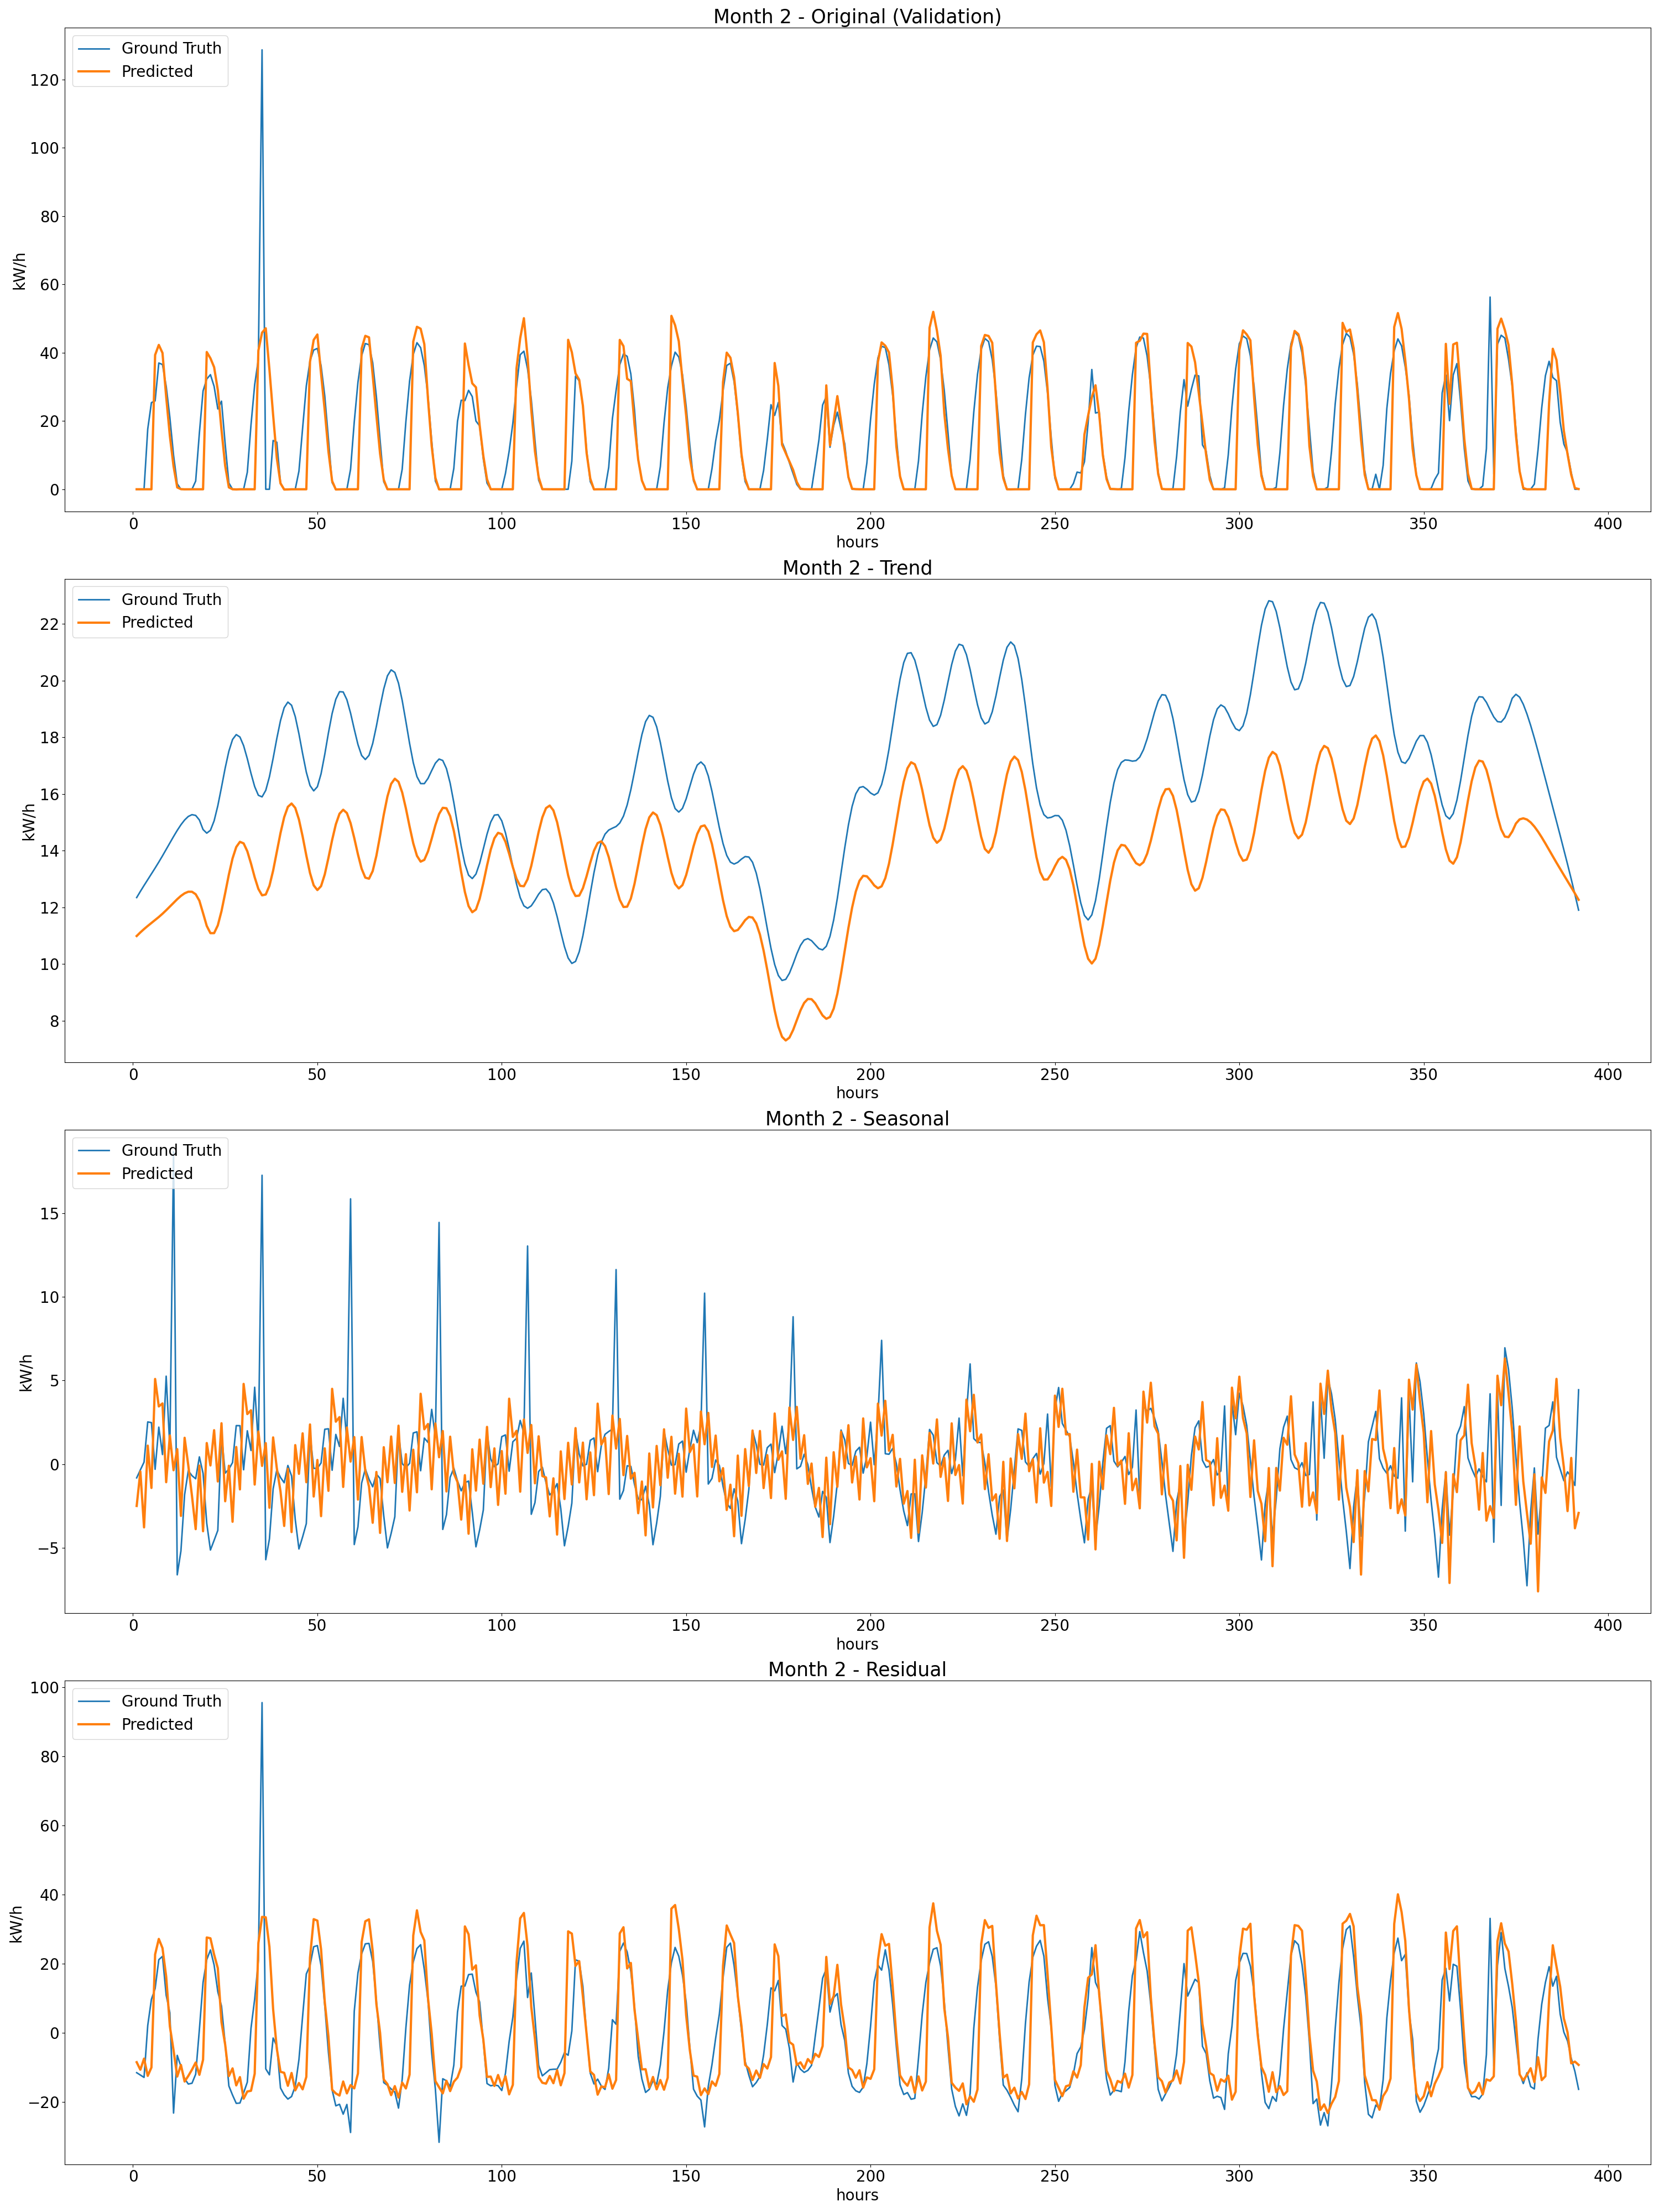 Month 2 - Original (Validation)
Ground Truth
Predicted
120
100
80
60
40
20
0
kW/h
0 50 100 150 200 250 300 350 400
hours
Month 2 - Trend
Ground Truth
Predicted
22
20
18
16
14
12
10
8
kW/h
0 50 100 150 200 250 300 350 400
hours
Month 2 - Seasonal
Ground Truth
Predicted
15
10
5
0
−5
kW/h
0 50 100 150 200 250 300 350 400
hours
Month 2 - Residual
Ground Truth
Predicted
100
80
60
40
20
0
−20
kW/h
0 50 100 150 200 250 300 350 400
hours